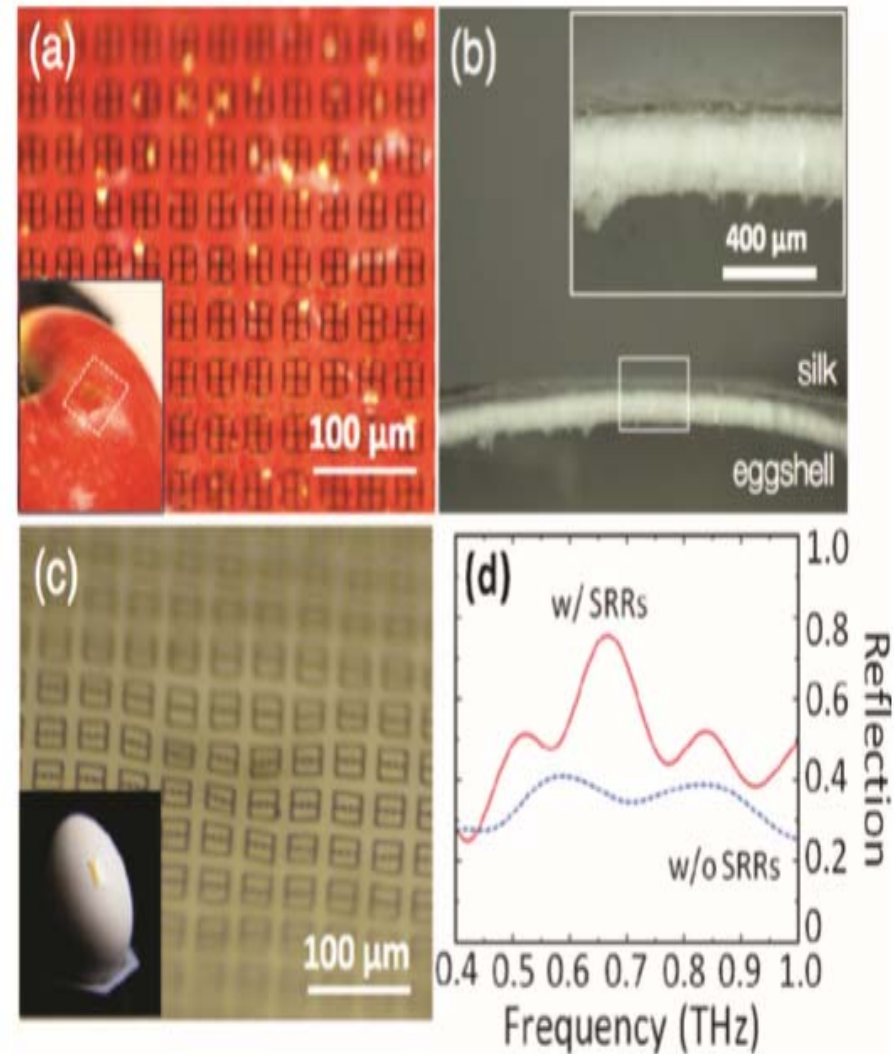 (a)
100 μm
(b)
400 μm
silk
eggshell
(c)
100 μm
(d)
w/ SRRs
w/o SRRs
1.0
0.8
0.6
0.4
0.2
0
Reflection
0.4 0.5 0.6 0.7 0.8 0.9 1.0
Frequency (THz)